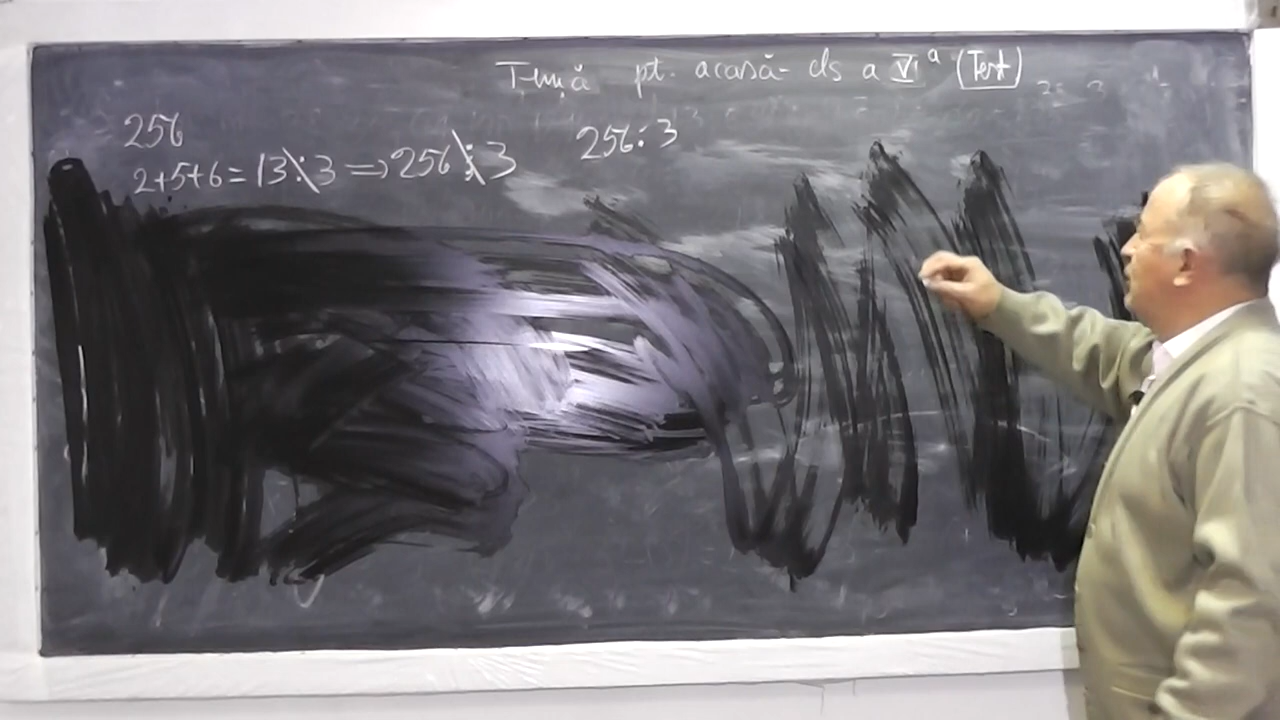 Temă pt. acasă - cls a VI a (Test)
256
2+5+6=13⋮̸3 ⇒ 256⋮̸3
256:3